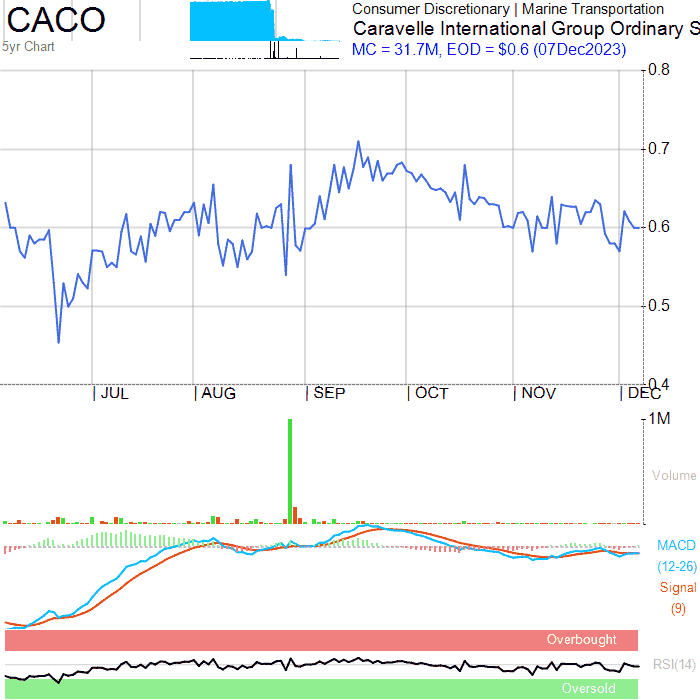 CACO
5yr Chart
Consumer Discretionary | Marine Transportation
Caravelle International Group Ordinary S
MC = 31.7M, EOD = $0.6 (07Dec2023)
0.8
0.7
0.6
0.5
0.4
JUL AUG SEP OCT NOV DEC
1M
Volume
MACD
(12-26)
Signal
(9)
Overbought
RSI(14)
Oversold